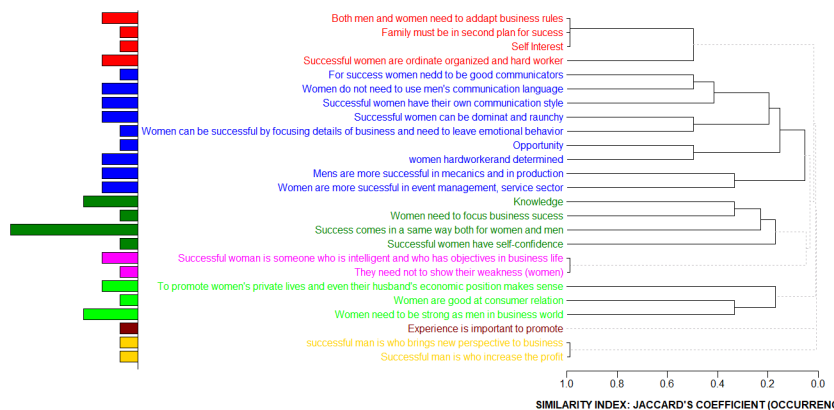 Both men and women need to addapt business rules
Family must be in second plan for sucess
Self Interest
Successful women are ordinate organized and hard worker
For success women nedd to be good communicators
Women do not need to use men's communication language
Successful women have their own communication style
Successful women can be dominat and raunchy
Women can be successful by focusing details of business and need to leave emotional behavior
Opportunity
women hardworkerand determined
Mens are more successful in mecanics and in production
Women are more sucessful in event management, service sector
Knowledge
Women need to focus business sucess
Success comes in a same way both for women and men
Successful women have self-confidence
Successful woman is someone who is intelligent and who has objectives in business life
They need not to show their weakness (women)
To promote women's private lives and even their husband's economic position makes sense
Women are good at consumer relation
Women need to be strong as men in business world
Experience is important to promote
successful man is who brings new perspective to business
Successful man is who increase the profit
1.0 0.8 0.6 0.4 0.2 0.0
SIMILARITY INDEX: JACCARD'S COEFFICIENT (OCCURREN